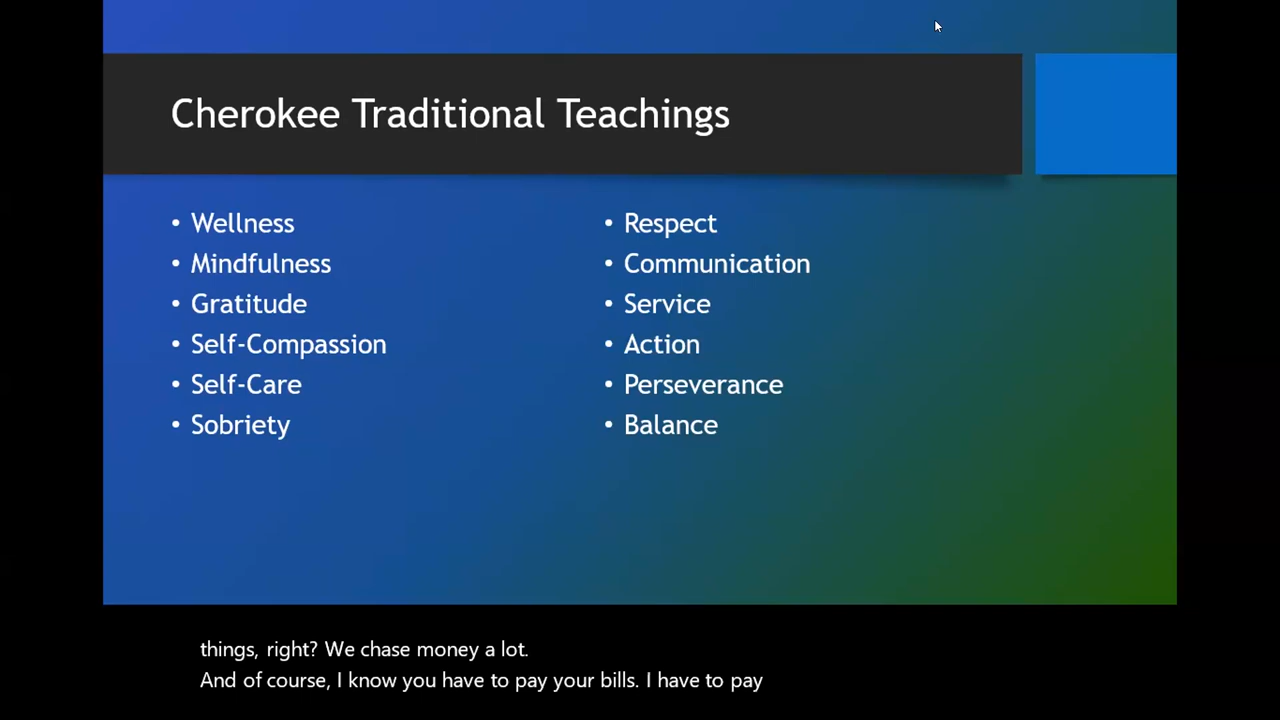 Cherokee Traditional Teachings
• Wellness
• Mindfulness
• Gratitude
• Self-Compassion
• Self-Care
• Sobriety
• Respect
• Communication
• Service
• Action
• Perseverance
• Balance
things, right? We chase money a lot.
And of course, I know you have to pay your bills. I have to pay